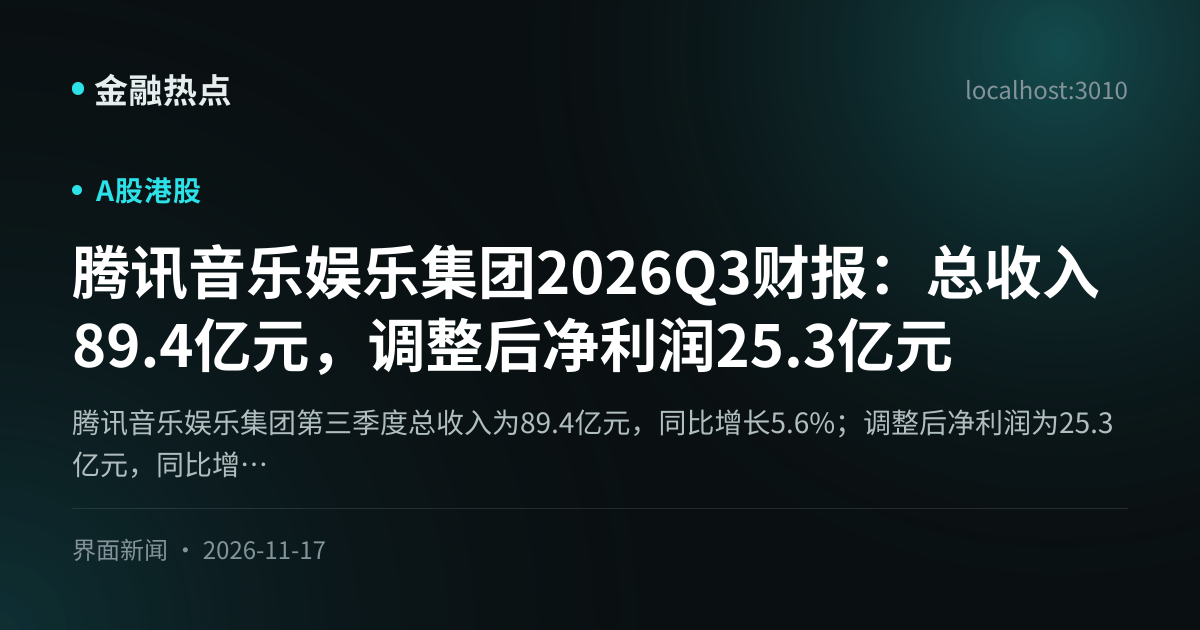 金融热点
localhost:3010
A股港股
腾讯音乐娱乐集团2026Q3财报：总收入
89.4亿元，调整后净利润25.3亿元
腾讯音乐娱乐集团第三季度总收入为89.4亿元，同比增长5.6%；调整后净利润为25.3
亿元，同比增…
界面新闻 • 2026-11-17